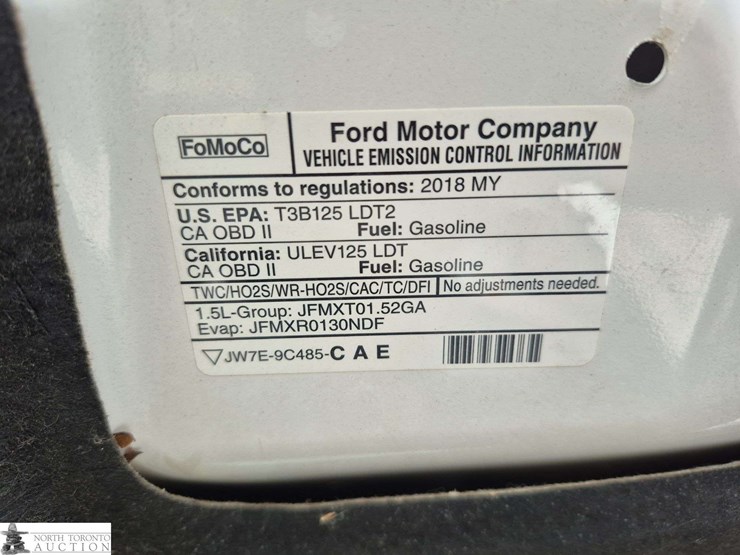 FoMoCo
Ford Motor Company
VEHICLE EMISSION CONTROL INFORMATION
Conforms to regulations: 2018 MY
U.S. EPA: T3B125 LDT2
CA OBD II Fuel: Gasoline
California: ULEV125 LDT
CA OBD II Fuel: Gasoline
TWC/HO2S/WR-HO2S/CAC/TC/DFI No adjustments needed.
1.5L-Group: JFMXT01.52GA
Evap: JFMXR0130NDF
JW7E-9C485-C A E
NORTH TORONTO
AUCTION